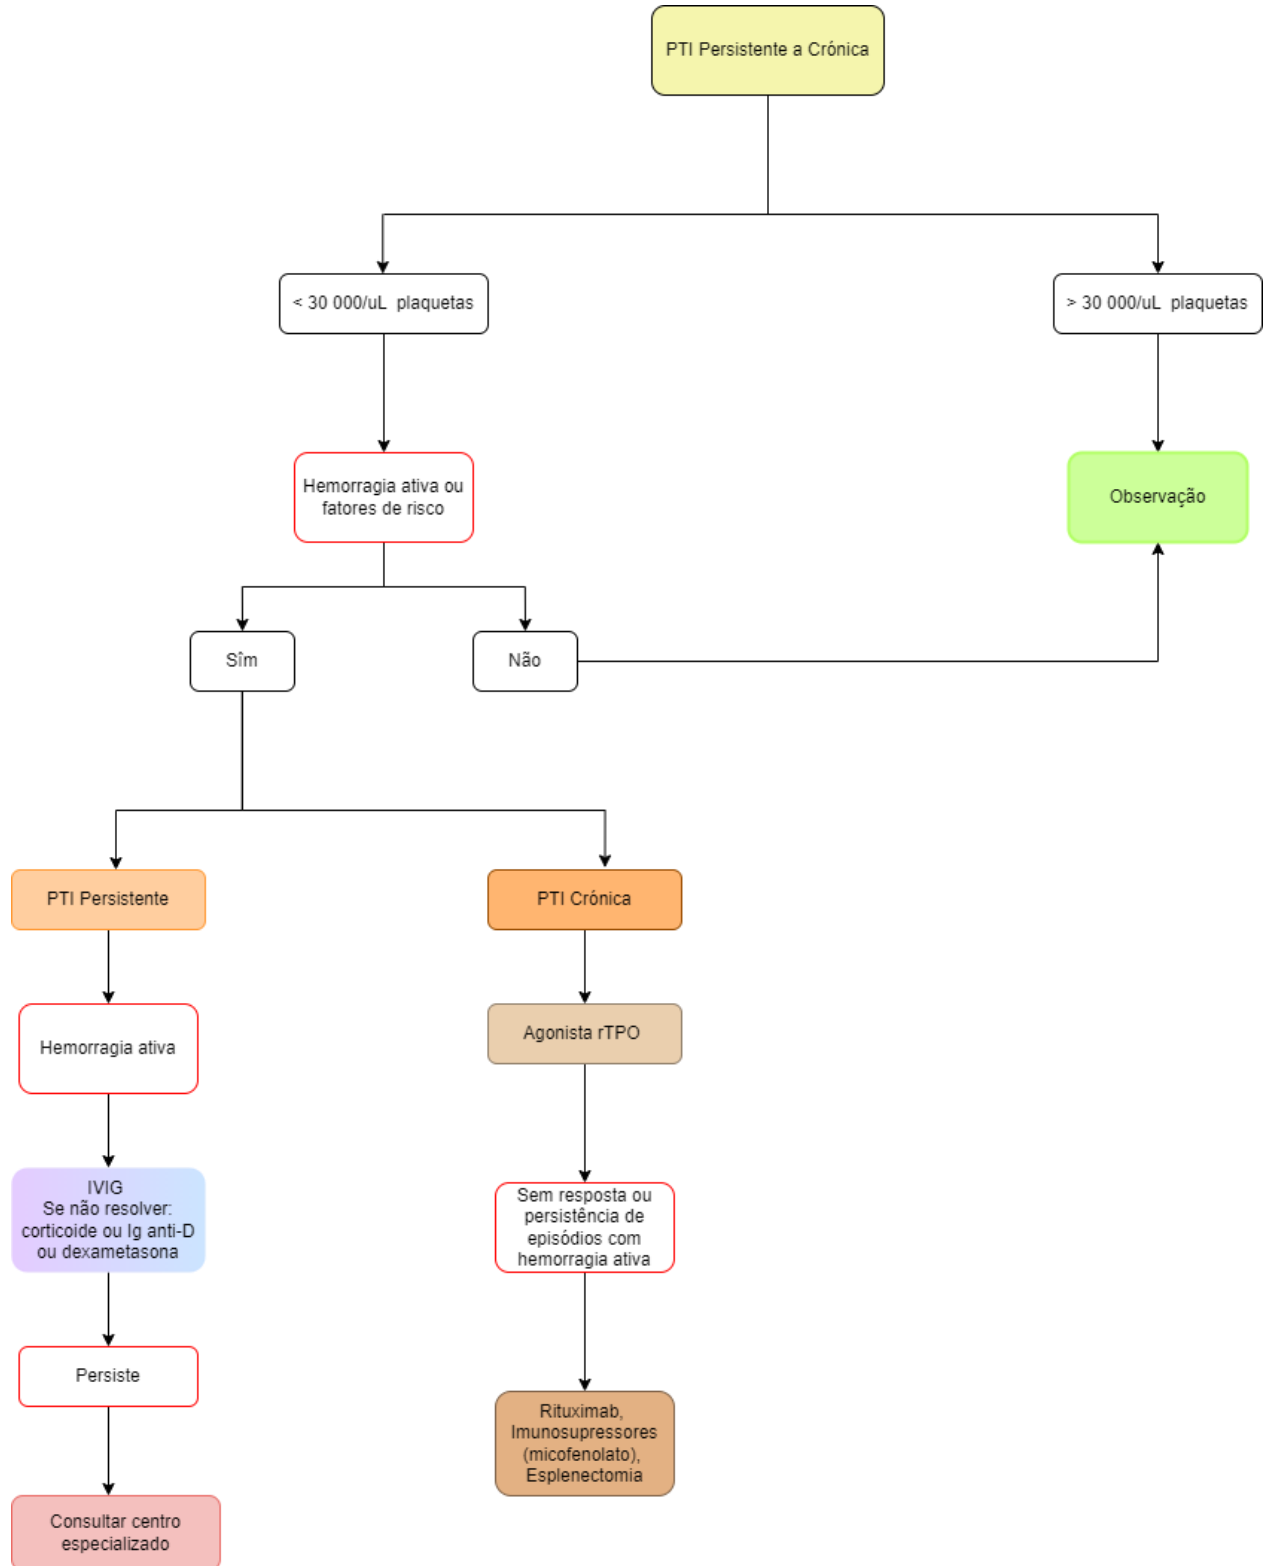 PTI Persistente a Crónica
< 30 000/uL plaquetas
> 30 000/uL plaquetas
Hemorragia ativa ou
fatores de risco
Observação
Sîm
Não
PTI Persistente
PTI Crónica
Hemorragia ativa
Agonista rTPO
IVIG
Se não resolver:
corticoide ou Ig anti-D
ou dexametasona
Sem resposta ou
persistência de
episódios com
hemorragia ativa
Persiste
Rituximab,
Imunosupressores
(micofenolato),
Esplenectomia
Consultar centro
especializado